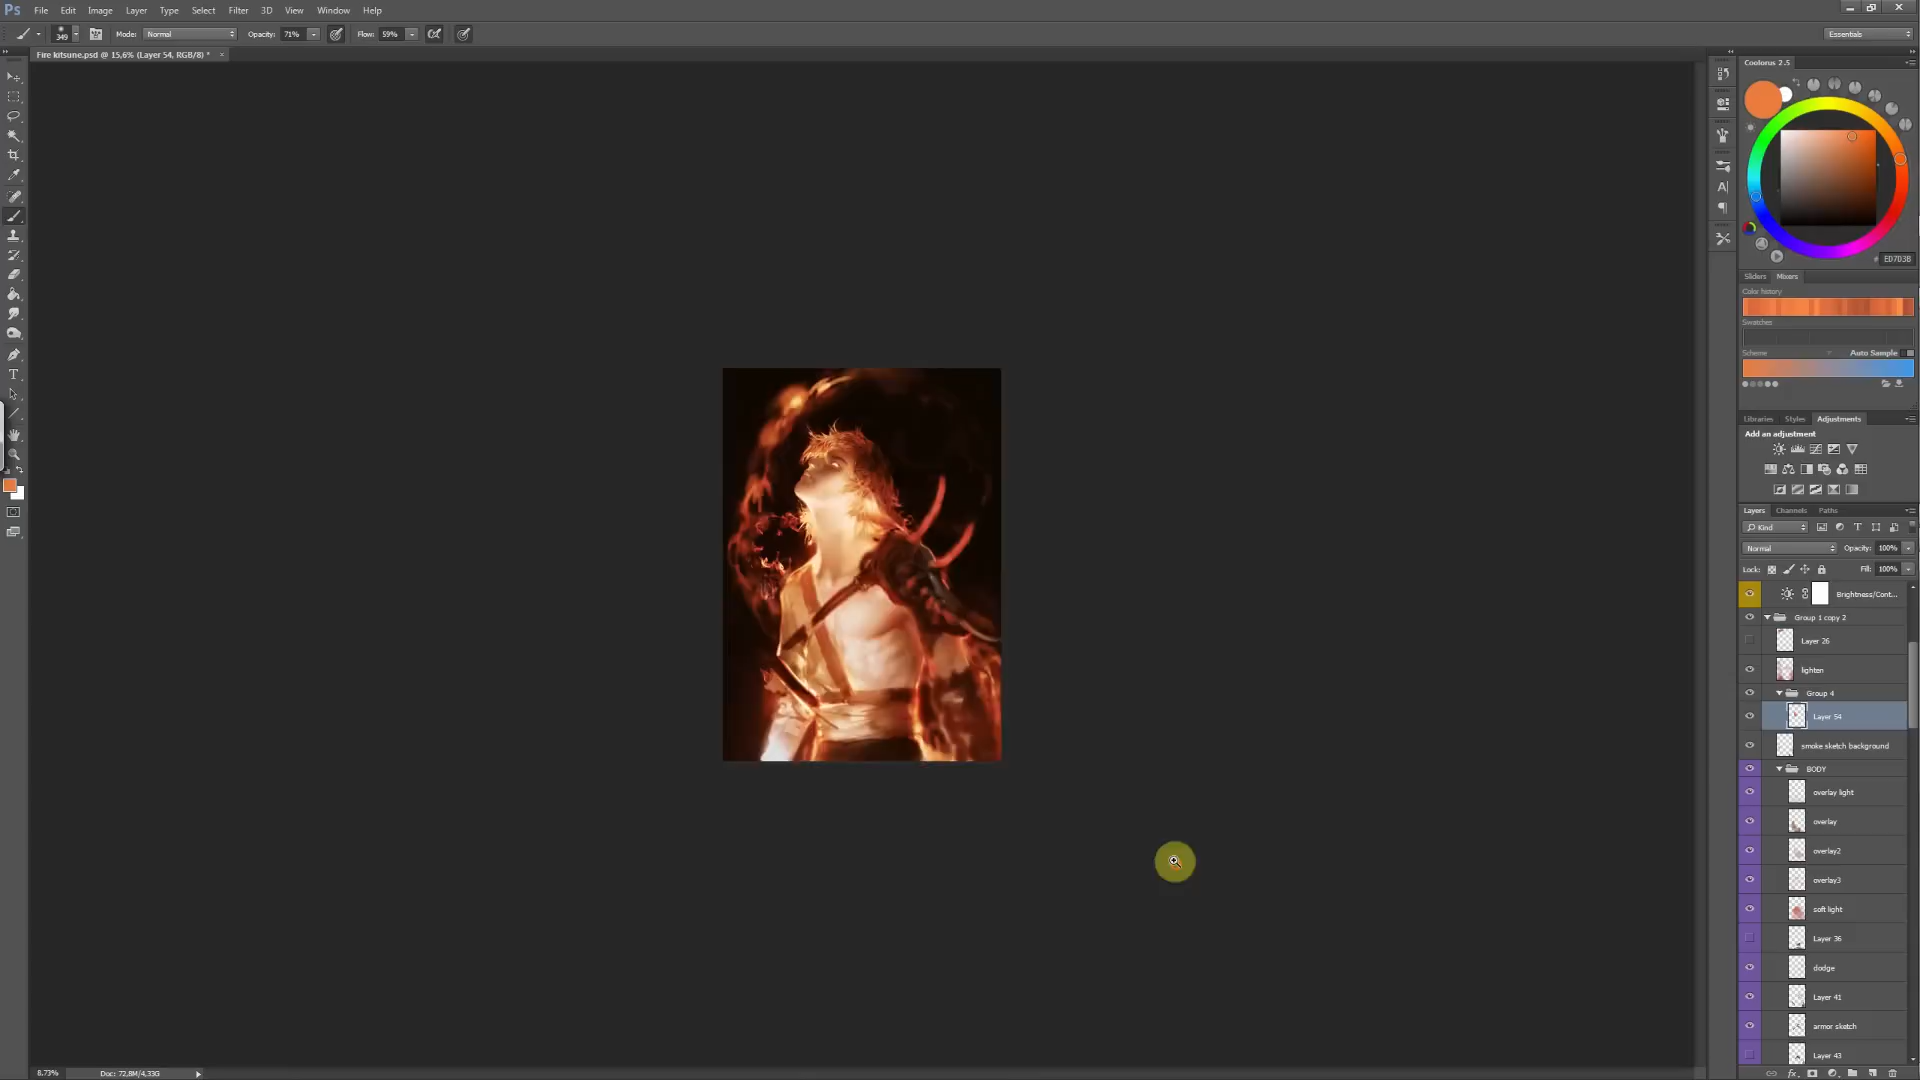 Ps File Edit Image Layer Type Select Filter 3D View Window Help
349 Mode: Normal Opacity: 71% Flow: 59% Essentials
Fire kitsune.psd @ 15,6% (Layer 54, RGB/8) * ×
Coolorus 2.5
ED7D3B
Sliders Mixers
Color history
Swatches
Scheme Auto Sample
Libraries Styles Adjustments
Add an adjustment
Layers Channels Paths
Kind
Normal Opacity: 100%
Lock: Fill: 100%
Brightness/Cont...
Group 1 copy 2
Layer 26
lighten
Group 4
Layer 54
smoke sketch background
BODY
overlay light
overlay
overlay2
overlay3
soft light
Layer 36
dodge
Layer 41
armor sketch
Layer 43
8.73% Doc: 72,8M/4,33G